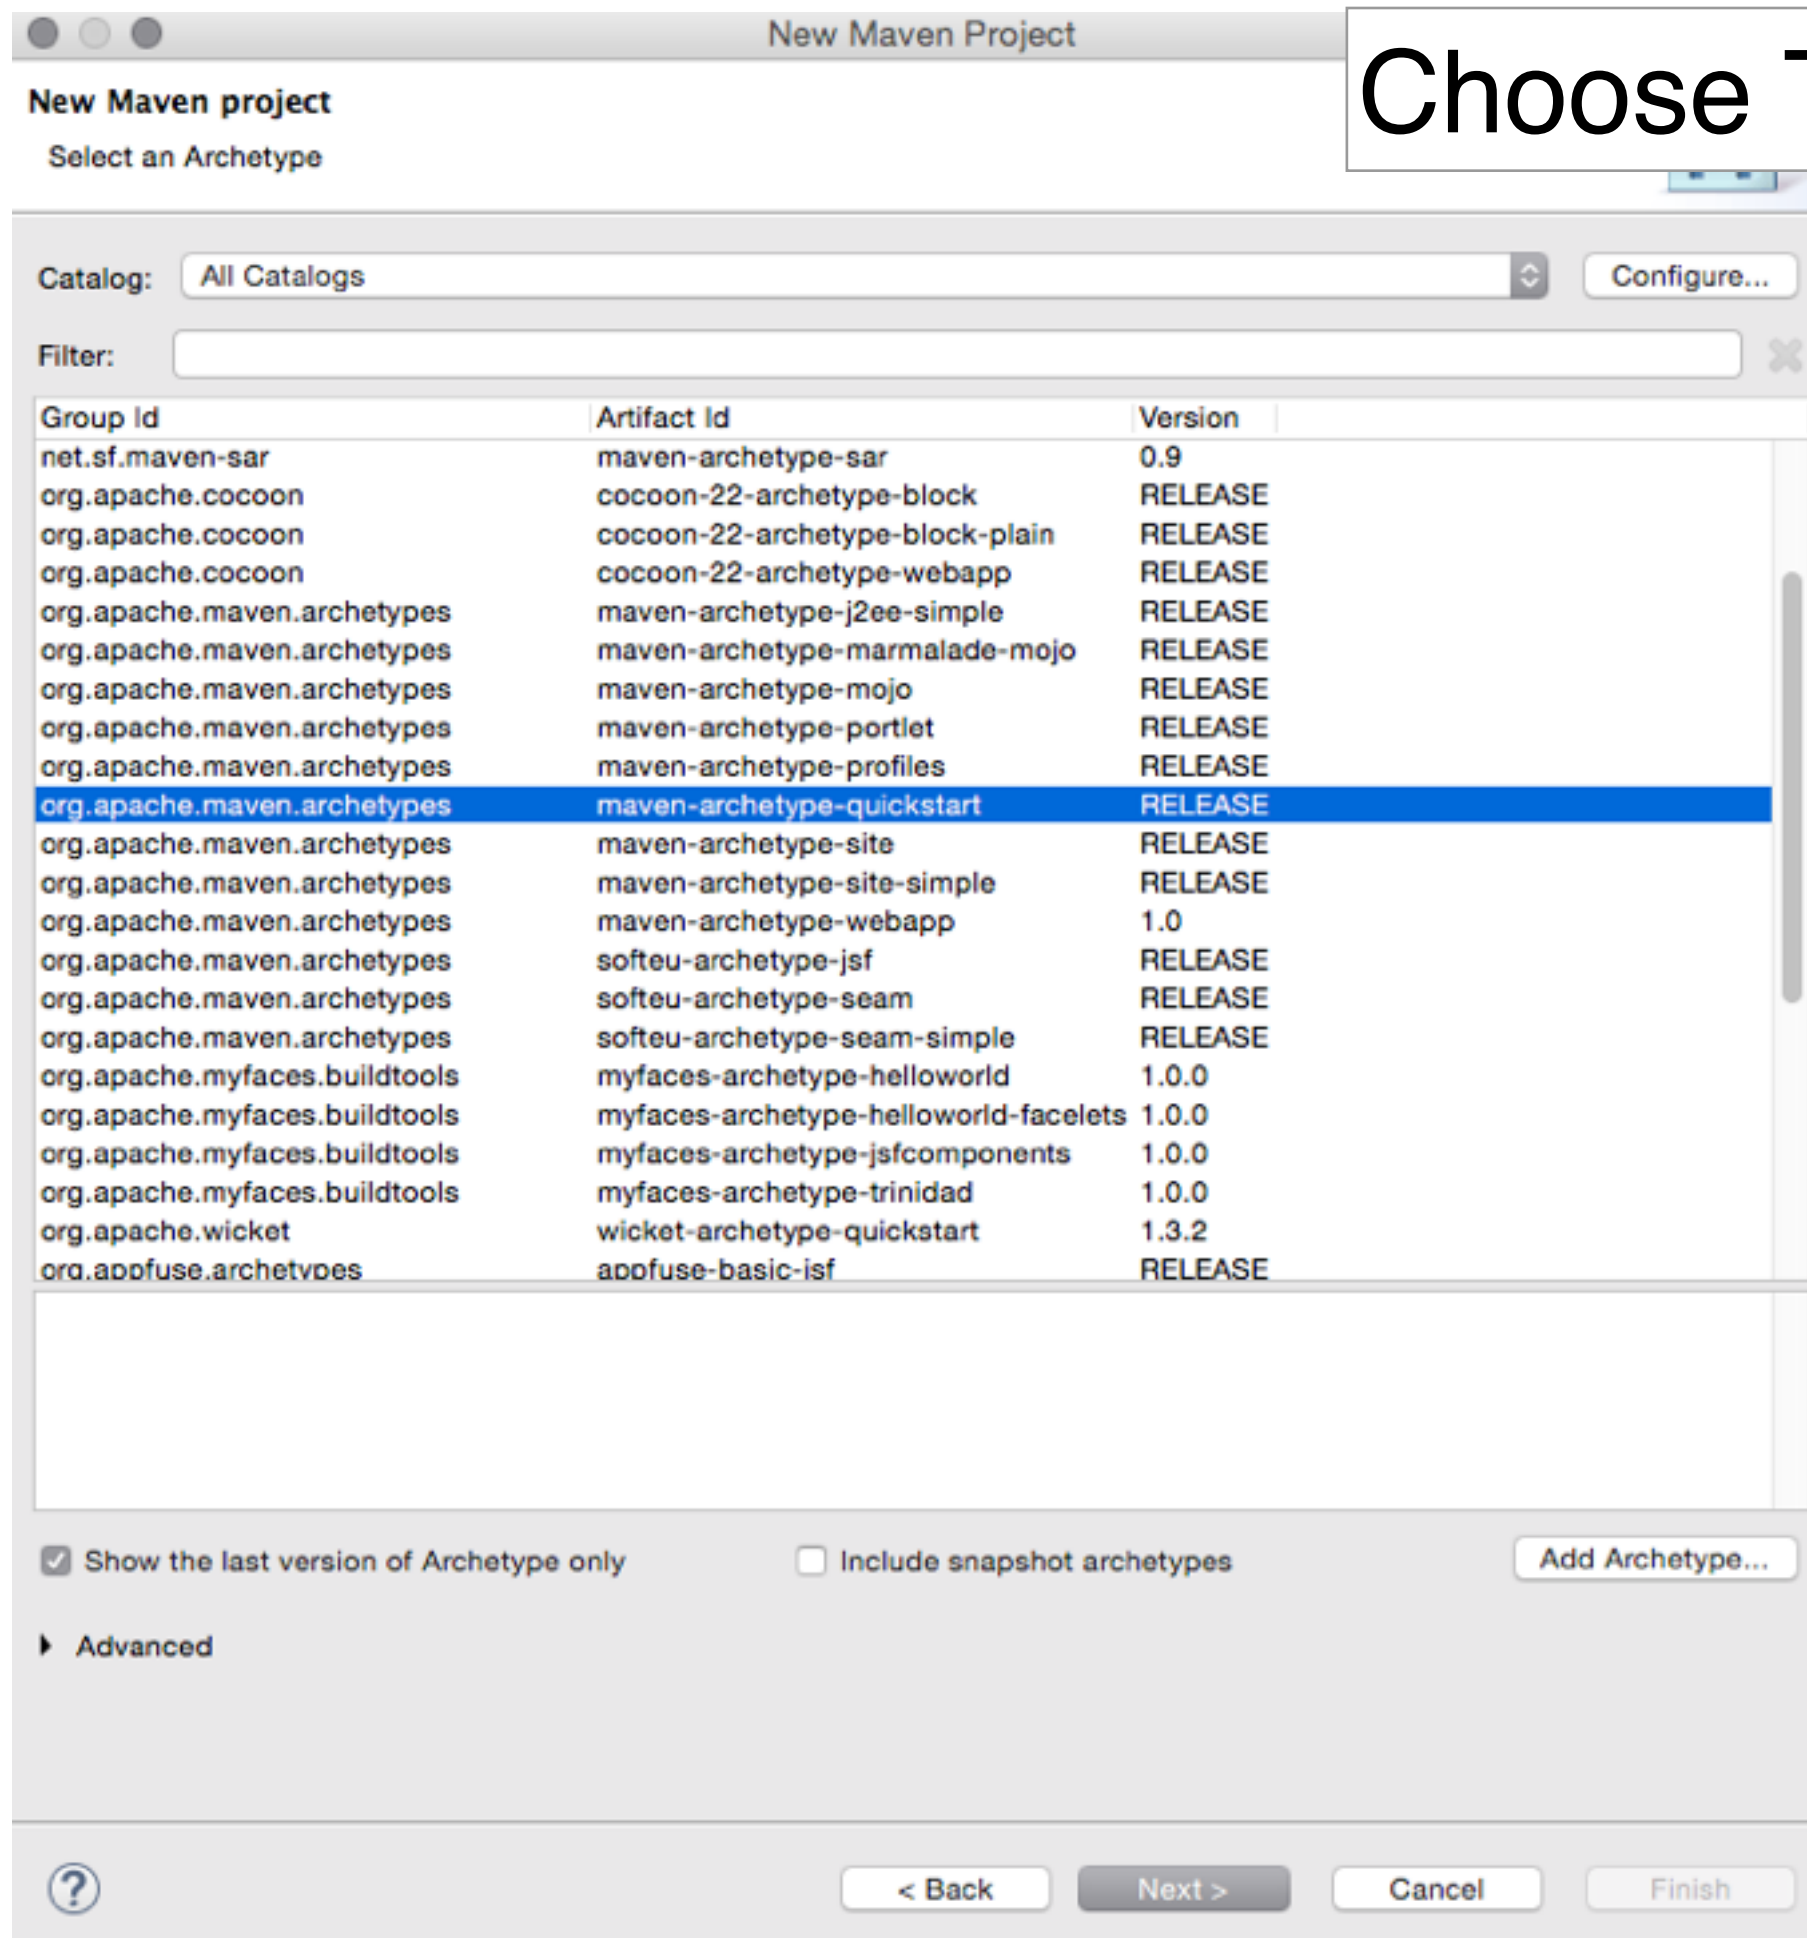 New Maven Project
Choose
New Maven project
Select an Archetype
Catalog: All Catalogs Configure...
Filter:
Group Id Artifact Id Version
net.sf.maven-sar maven-archetype-sar 0.9
org.apache.cocoon cocoon-22-archetype-block RELEASE
org.apache.cocoon cocoon-22-archetype-block-plain RELEASE
org.apache.cocoon cocoon-22-archetype-webapp RELEASE
org.apache.maven.archetypes maven-archetype-j2ee-simple RELEASE
org.apache.maven.archetypes maven-archetype-marmalade-mojo RELEASE
org.apache.maven.archetypes maven-archetype-mojo RELEASE
org.apache.maven.archetypes maven-archetype-portlet RELEASE
org.apache.maven.archetypes maven-archetype-profiles RELEASE
org.apache.maven.archetypes maven-archetype-quickstart RELEASE
org.apache.maven.archetypes maven-archetype-site RELEASE
org.apache.maven.archetypes maven-archetype-site-simple RELEASE
org.apache.maven.archetypes maven-archetype-webapp 1.0
org.apache.maven.archetypes softeu-archetype-jsf RELEASE
org.apache.maven.archetypes softeu-archetype-seam RELEASE
org.apache.maven.archetypes softeu-archetype-seam-simple RELEASE
org.apache.myfaces.buildtools myfaces-archetype-helloworld 1.0.0
org.apache.myfaces.buildtools myfaces-archetype-helloworld-facelets 1.0.0
org.apache.myfaces.buildtools myfaces-archetype-jsfcomponents 1.0.0
org.apache.myfaces.buildtools myfaces-archetype-trinidad 1.0.0
org.apache.wicket wicket-archetype-quickstart 1.3.2
org.appfuse.archetypes appfuse-basic-jsf RELEASE
Show the last version of Archetype only Include snapshot archetypes Add Archetype...
Advanced
? < Back Next > Cancel Finish